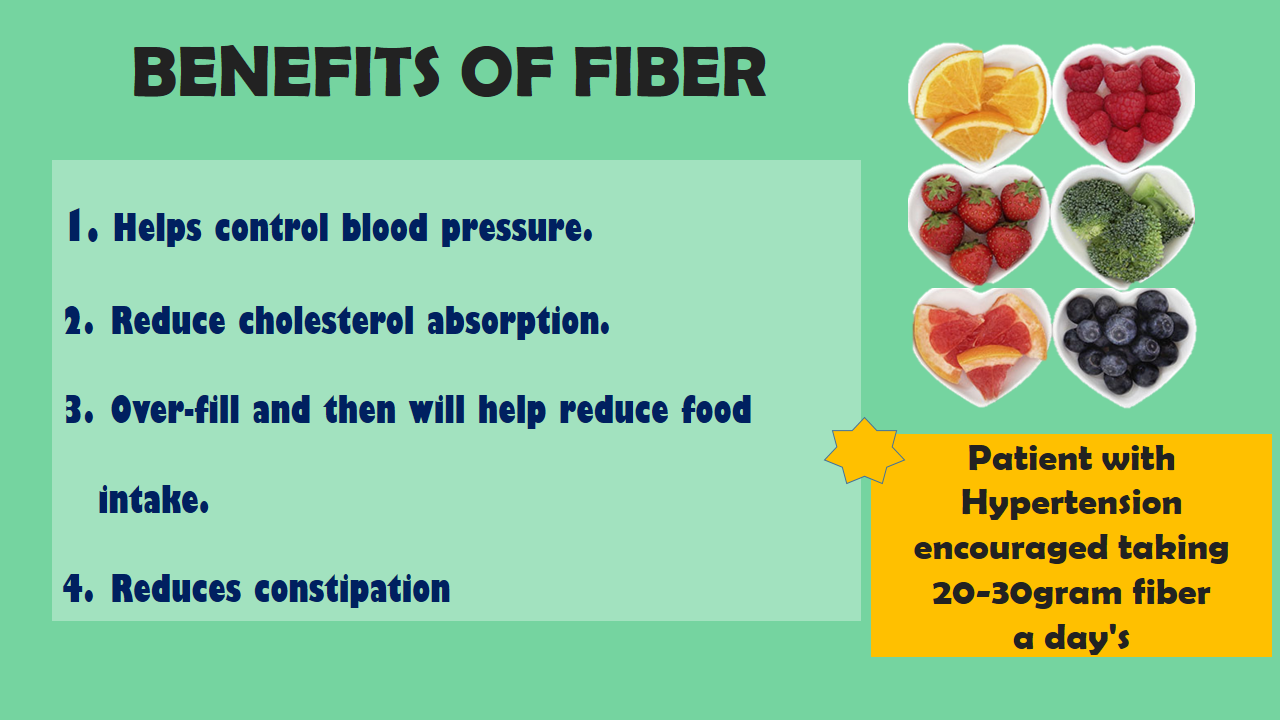 BENEFITS OF FIBER
1. Helps control blood pressure.
2. Reduce cholesterol absorption.
3. Over-fill and then will help reduce food
intake.
4. Reduces constipation
Patient with
Hypertension
encouraged taking
20-30gram fiber
a day's